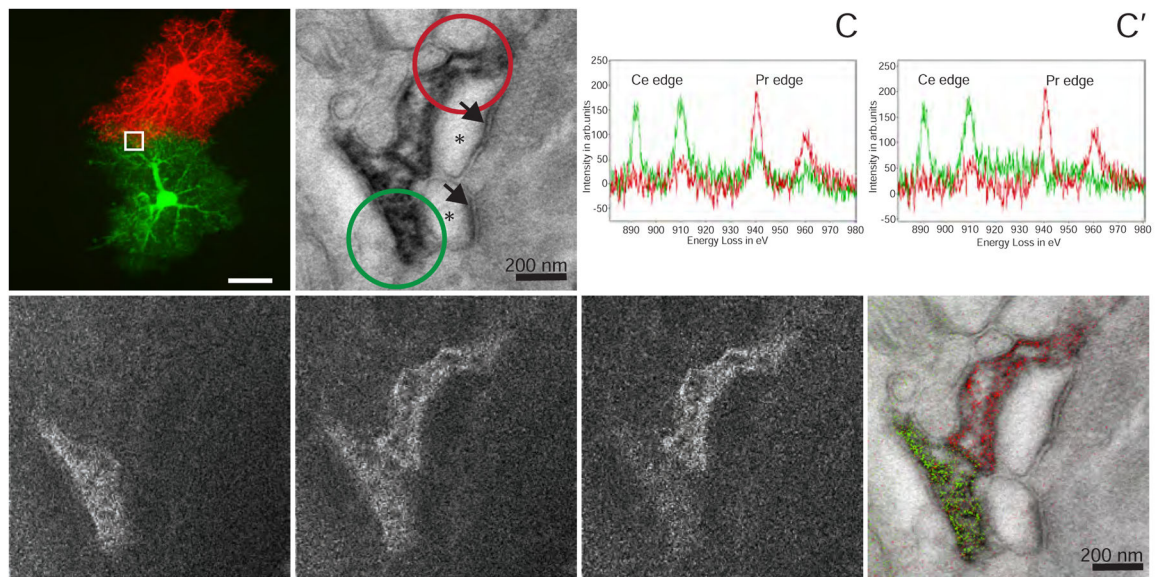 C
C′
Ce edge
Pr edge
Intensity in arb.units
250
200
150
100
50
0
-50
890 900 910 920 930 940 950 960 970 980
Energy Loss in eV
Ce edge
Pr edge
Intensity in arb.units
250
200
150
100
50
0
-50
890 900 910 920 930 940 950 960 970 980
Energy Loss in eV
*
*
200 nm
200 nm